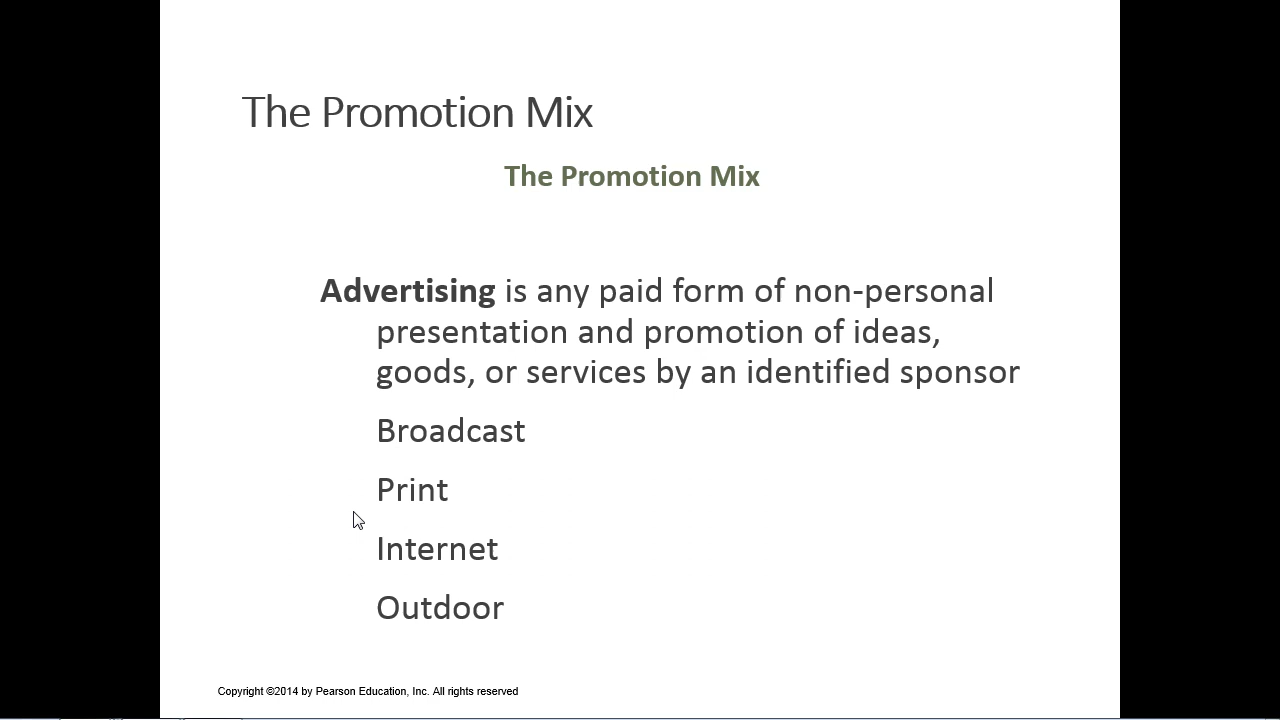 The Promotion Mix
The Promotion Mix
Advertising is any paid form of non-personal
presentation and promotion of ideas,
goods, or services by an identified sponsor
Broadcast
Print
Internet
Outdoor
Copyright ©2014 by Pearson Education, Inc. All rights reserved